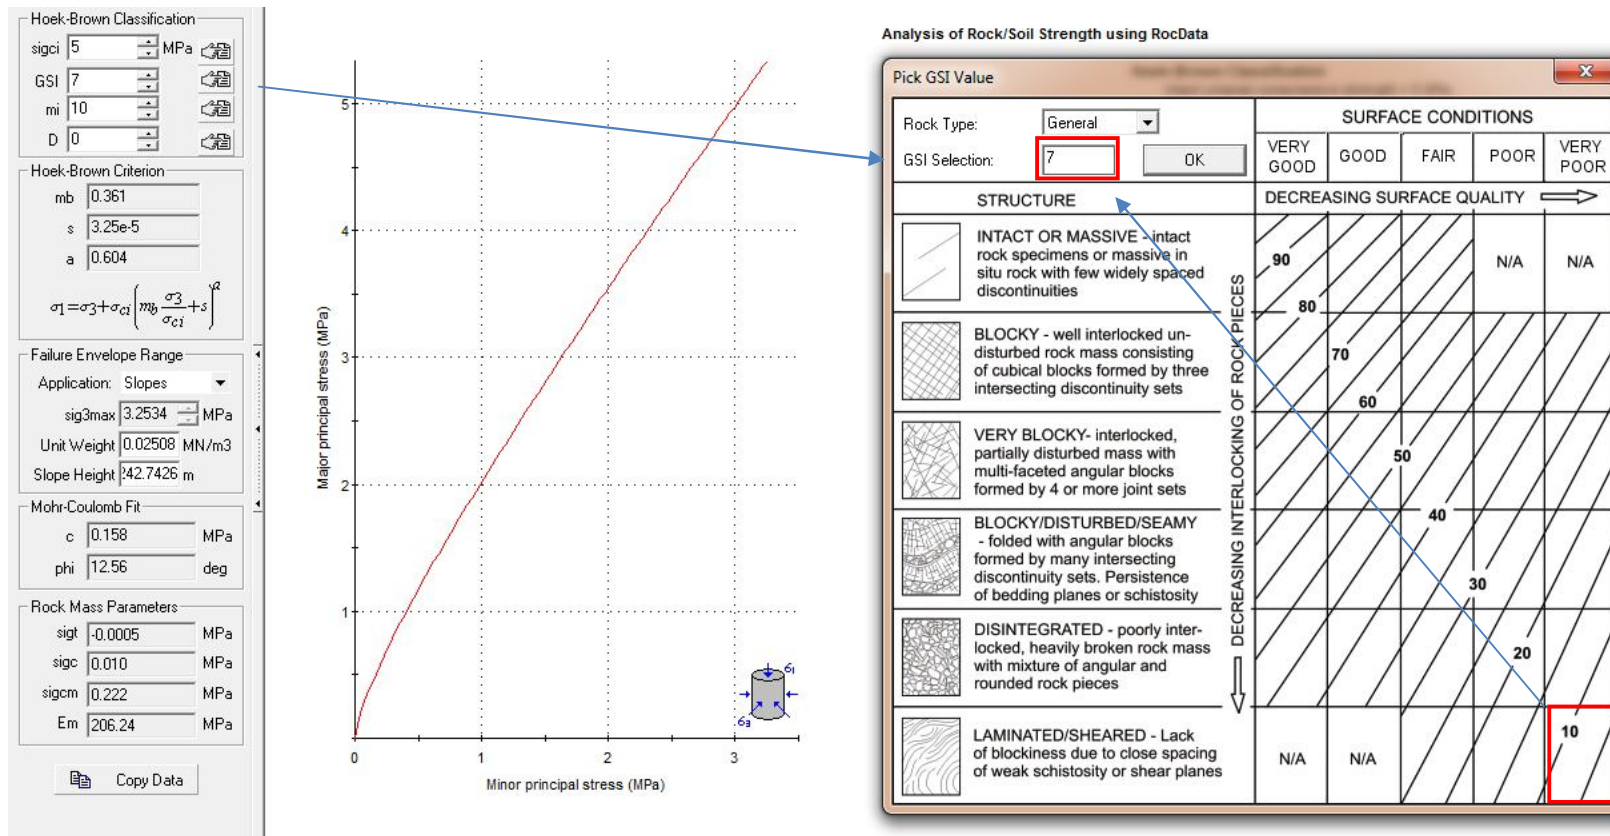 Hoek-Brown Classification
sigci 5 MPa
GSI 7
mi 10
D 0
Hoek-Brown Criterion
mb 0.361
s 3.25e-5
a 0.604
σ1=σ3+σci(mb σ3/σci+s)^a
Failure Envelope Range
Application: Slopes
sig3max 3.2534 MPa
Unit Weight 0.02508 MN/m3
Slope Height 242.7426 m
Mohr-Coulomb Fit
c 0.158 MPa
phi 12.56 deg
Rock Mass Parameters
sigt -0.0005 MPa
sigc 0.010 MPa
sigcm 0.222 MPa
Em 206.24 MPa
Copy Data
Major principal stress (MPa)
5
4
3
2
1
0 1 2 3
Minor principal stress (MPa)
σ1
σ3
Analysis of Rock/Soil Strength using RocData
Pick GSI Value
Rock Type: General
GSI Selection: 7 OK
STRUCTURE
SURFACE CONDITIONS
VERY GOOD
GOOD
FAIR
POOR
VERY POOR
DECREASING SURFACE QUALITY
DECREASING INTERLOCKING OF ROCK PIECES
INTACT OR MASSIVE - intact
rock specimens or massive in
situ rock with few widely spaced
discontinuities
BLOCKY - well interlocked un-
disturbed rock mass consisting
of cubical blocks formed by three
intersecting discontinuity sets
VERY BLOCKY- interlocked,
partially disturbed mass with
multi-faceted angular blocks
formed by 4 or more joint sets
BLOCKY/DISTURBED/SEAMY
- folded with angular blocks
formed by many intersecting
discontinuity sets. Persistence
of bedding planes or schistosity
DISINTEGRATED - poorly inter-
locked, heavily broken rock mass
with mixture of angular and
rounded rock pieces
LAMINATED/SHEARED - Lack
of blockiness due to close spacing
of weak schistosity or shear planes
90
N/A N/A
80
70
60
50
40
30
20
10
N/A N/A